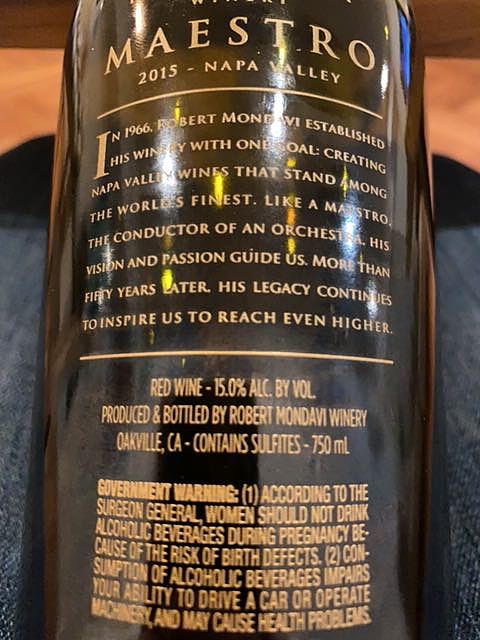 WINERY
MAESTRO
2015 - NAPA VALLEY
IN 1966, ROBERT MONDAVI ESTABLISHED
HIS WINERY WITH ONE GOAL: CREATING
NAPA VALLEY WINES THAT STAND AMONG
THE WORLD'S FINEST. LIKE A MAESTRO,
THE CONDUCTOR OF AN ORCHESTRA, HIS
VISION AND PASSION GUIDE US. MORE THAN
FIFTY YEARS LATER, HIS LEGACY CONTINUES
TO INSPIRE US TO REACH EVEN HIGHER.
RED WINE - 15.0% ALC. BY VOL.
PRODUCED & BOTTLED BY ROBERT MONDAVI WINERY
OAKVILLE, CA - CONTAINS SULFITES - 750 mL
GOVERNMENT WARNING: (1) ACCORDING TO THE
SURGEON GENERAL, WOMEN SHOULD NOT DRINK
ALCOHOLIC BEVERAGES DURING PREGNANCY BE-
CAUSE OF THE RISK OF BIRTH DEFECTS. (2) CON-
SUMPTION OF ALCOHOLIC BEVERAGES IMPAIRS
YOUR ABILITY TO DRIVE A CAR OR OPERATE
MACHINERY, AND MAY CAUSE HEALTH PROBLEMS.